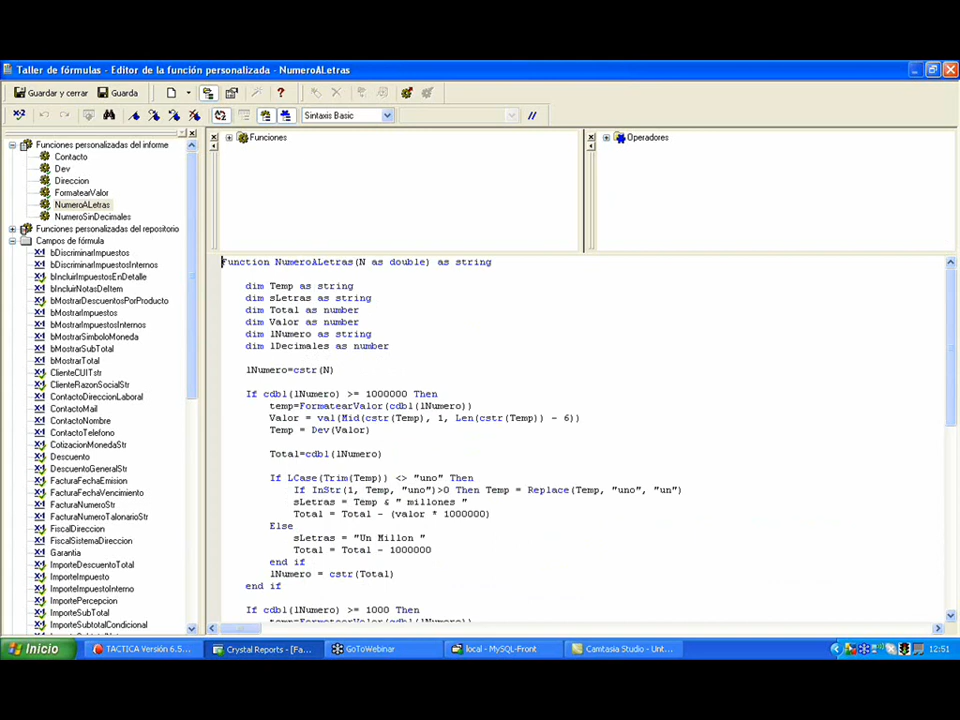 Taller de fórmulas - Editor de la función personalizada - NumeroALetras
Guardar y cerrar Guarda
Sintaxis Basic
Funciones personalizadas del informe
Contacto
Dev
Direccion
FormatearValor
NumeroALetras
NumeroSinDecimales
Funciones personalizadas del repositorio
Campos de fórmula
bDiscriminarImpuestos
bDiscriminarImpuestosInternos
bIncluirImpuestosEnDetalle
bIncluirNotasDeItem
bMostrarDescuentosPorProducto
bMostrarImpuestos
bMostrarImpuestosInternos
bMostrarSimboloMoneda
bMostrarSubTotal
bMostrarTotal
ClienteCUITstr
ClienteRazonSocialStr
ContactoDireccionLaboral
ContactoMail
ContactoNombre
ContactoTelefono
CotizacionMonedaStr
Descuento
DescuentoGeneralStr
FacturaFechaEmision
FacturaFechaVencimiento
FacturaNumeroStr
FacturaNumeroTalonarioStr
FiscalDireccion
FiscalSistemaDireccion
Garantia
ImporteDescuentoTotal
ImporteImpuesto
ImporteImpuestoInterno
ImportePercepcion
ImporteSubTotal
ImporteSubtotalCondicional
Funciones
Operadores
Function NumeroALetras(N as double) as string
dim Temp as string
dim sLetras as string
dim Total as number
dim Valor as number
dim lNumero as string
dim lDecimales as number
lNumero=cstr(N)
If cdbl(lNumero) >= 1000000 Then
temp=FormatearValor(cdbl(lNumero))
Valor = val(Mid(cstr(Temp), 1, Len(cstr(Temp)) - 6))
Temp = Dev(Valor)
Total=cdbl(lNumero)
If LCase(Trim(Temp)) <> "uno" Then
If InStr(1, Temp, "uno")>0 Then Temp = Replace(Temp, "uno", "un")
sLetras = Temp & " millones "
Total = Total - (valor * 1000000)
Else
sLetras = "Un Millon "
Total = Total - 1000000
end if
lNumero = cstr(Total)
end if
If cdbl(lNumero) >= 1000 Then
temp=FormatearValor(cdbl(lNumero))
Inicio
TACTICA Versión 6.5...
Crystal Reports - [Fa...
GoToWebinar
local - MySQL-Front
Camtasia Studio - Unt...
12:51